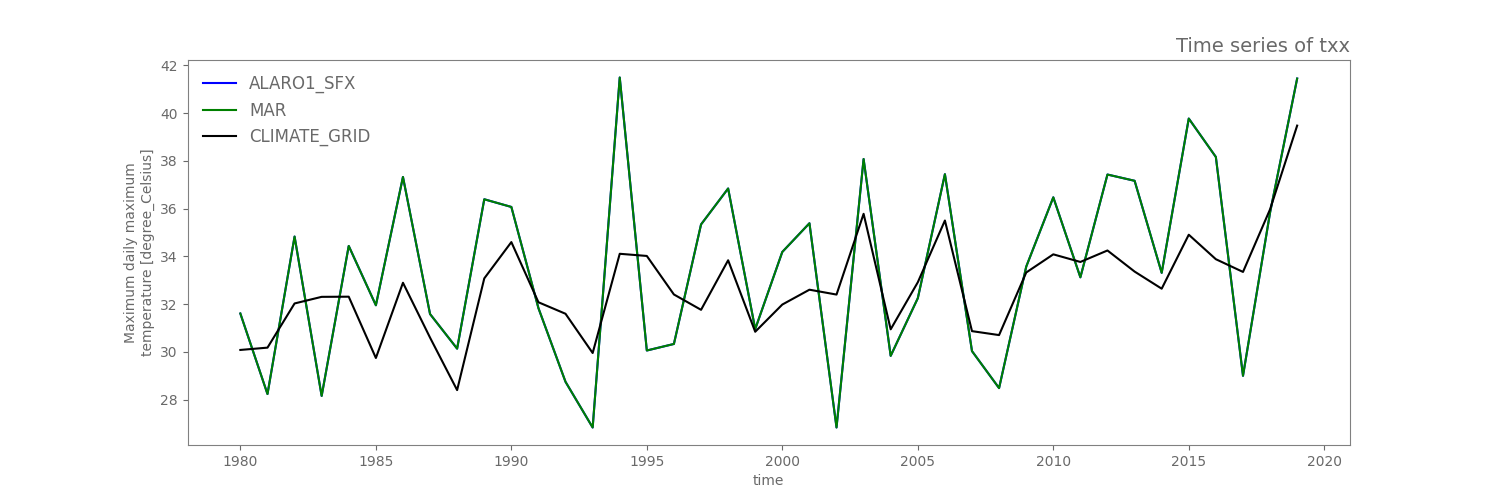 Time series of txx
ALARO1_SFX
MAR
CLIMATE_GRID
Maximum daily maximum
temperature [degree_Celsius]
42
40
38
36
34
32
30
28
1980 1985 1990 1995 2000 2005 2010 2015 2020
time